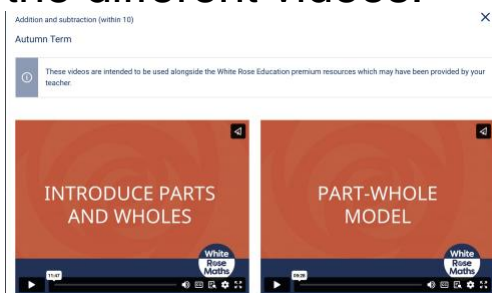 the different videos.
Addition and subtraction (within 10)
Autumn Term
These videos are intended to be used alongside the White Rose Education premium resources which may have been provided by your
teacher.
INTRODUCE PARTS
AND WHOLES
White
Rose
Maths
11:47
PART-WHOLE
MODEL
White
Rose
Maths